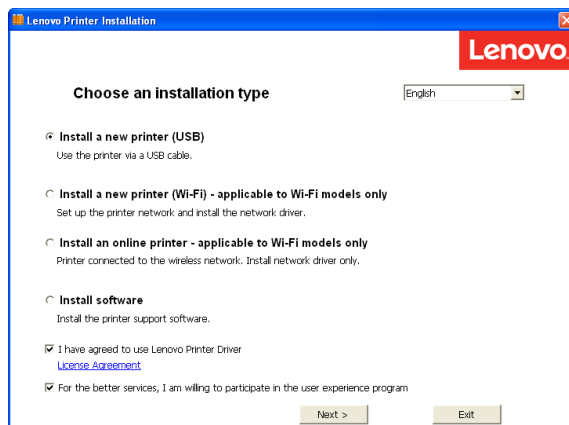 Lenovo Printer Installation
Lenovo
Choose an installation type
English
Install a new printer (USB)
Use the printer via a USB cable.
Install a new printer (Wi-Fi) - applicable to Wi-Fi models only
Set up the printer network and install the network driver.
Install an online printer - applicable to Wi-Fi models only
Printer connected to the wireless network. Install network driver only.
Install software
Install the printer support software.
I have agreed to use Lenovo Printer Driver
License Agreement
For the better services, I am willing to participate in the user experience program
Next >
Exit